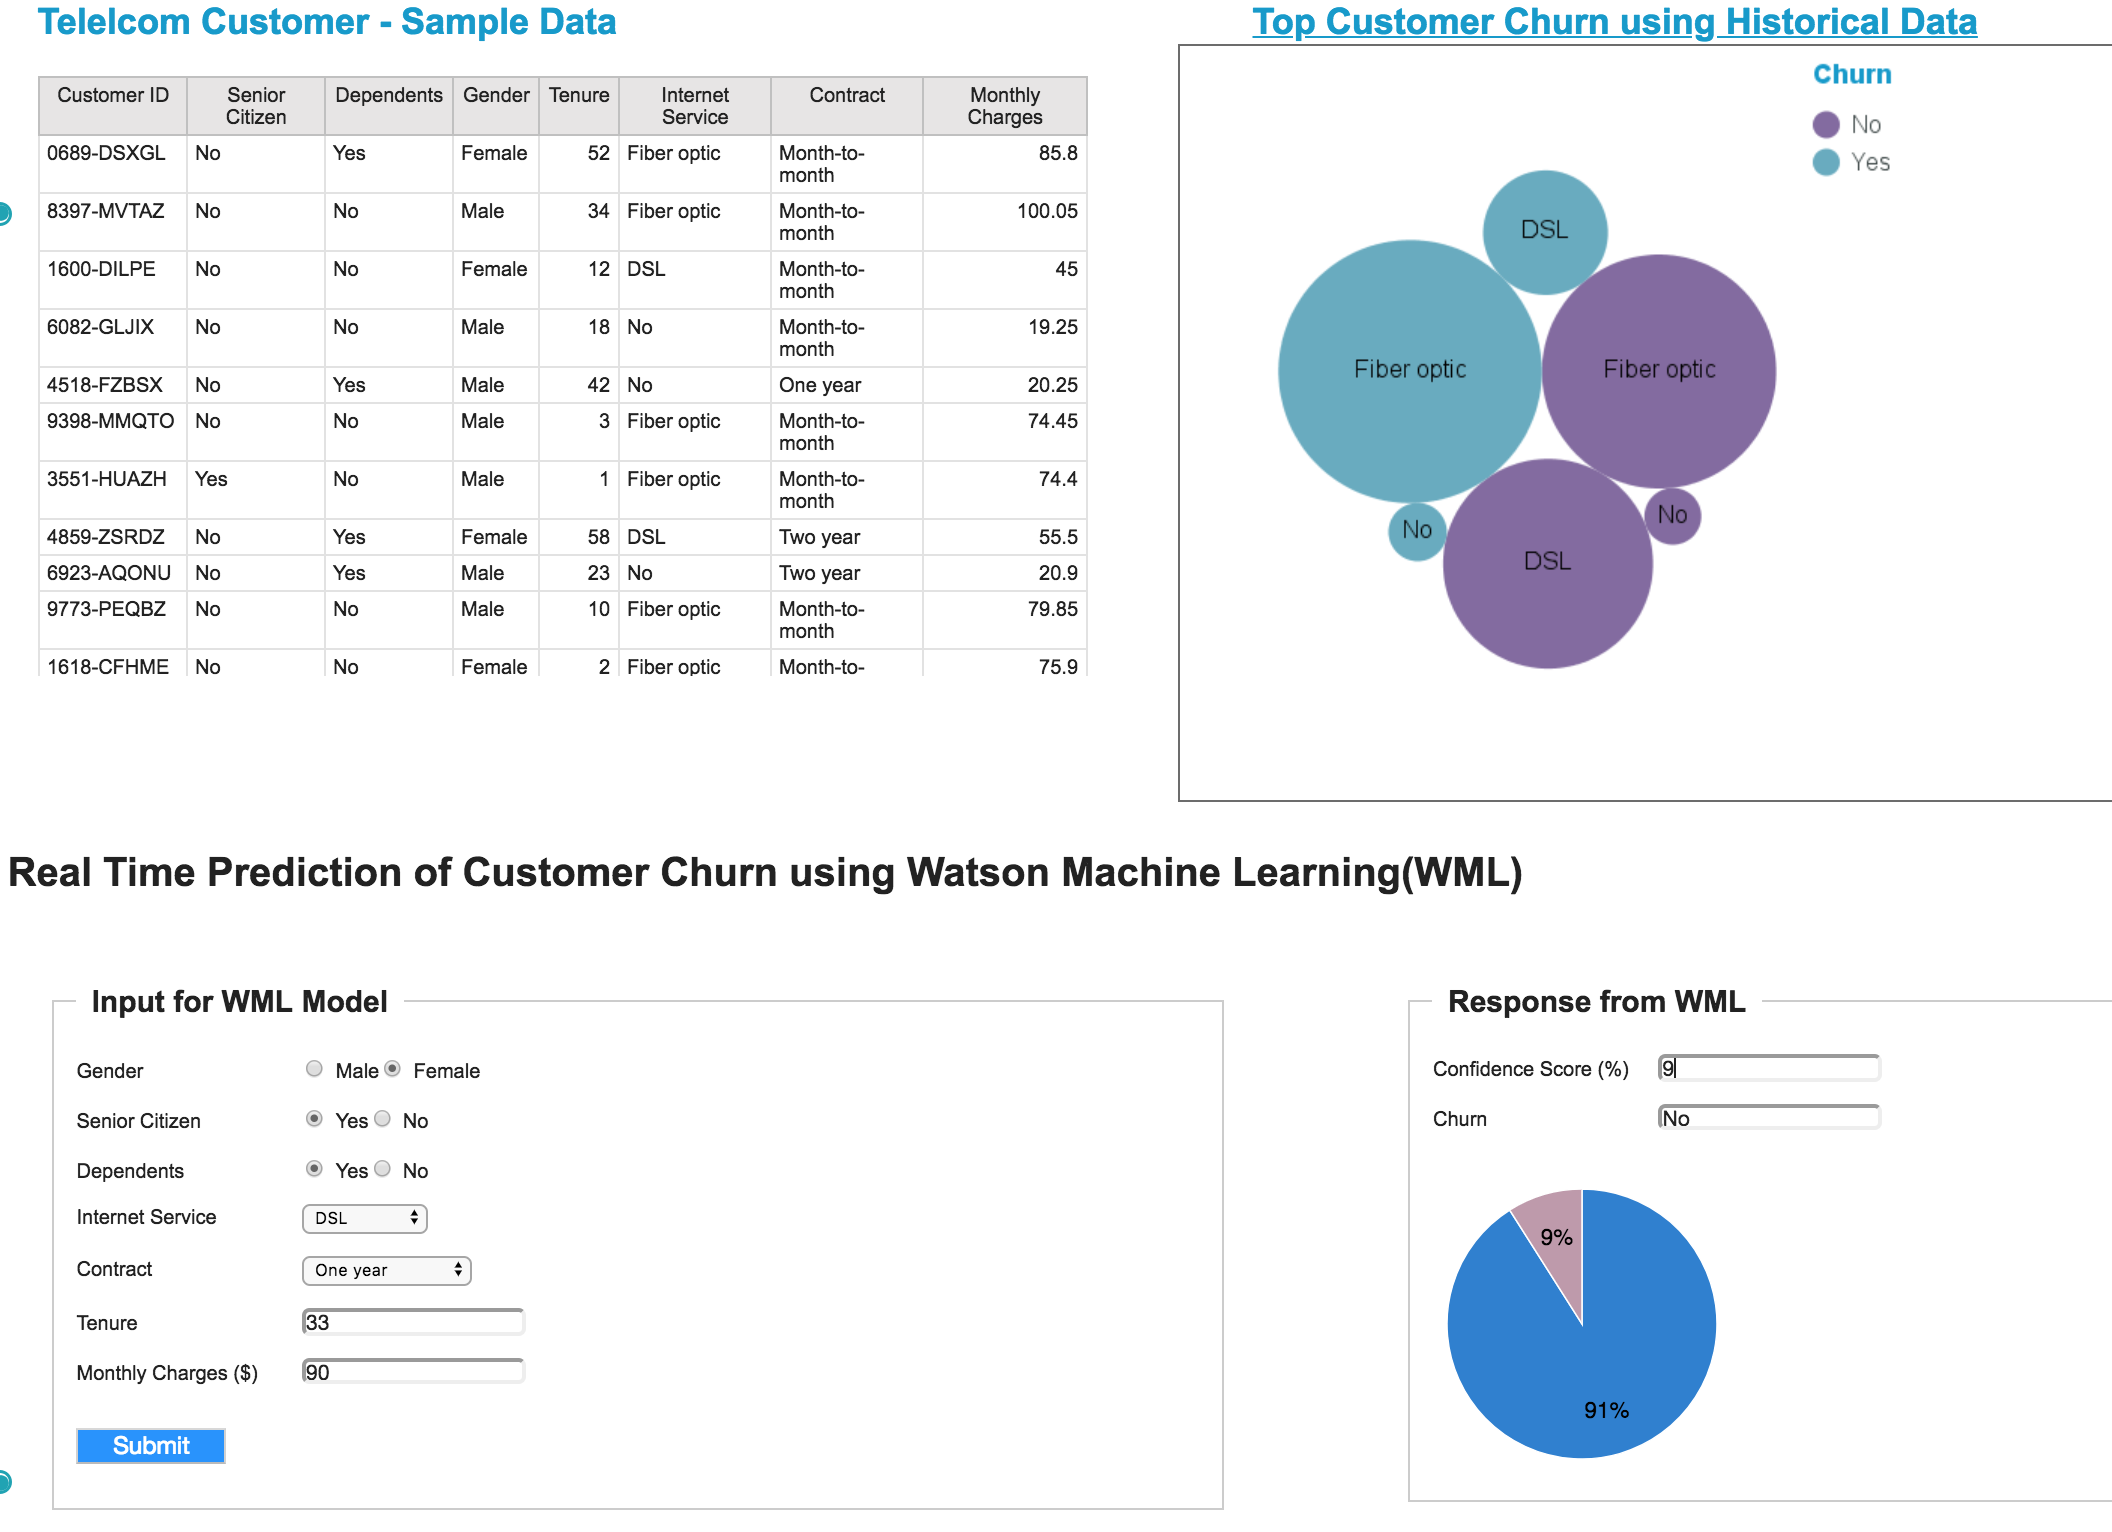 Telelcom Customer - Sample Data
Customer ID Senior Citizen Dependents Gender Tenure Internet Service Contract Monthly Charges
0689-DSXGL No Yes Female 52 Fiber optic Month-to-month 85.8
8397-MVTAZ No No Male 34 Fiber optic Month-to-month 100.05
1600-DILPE No No Female 12 DSL Month-to-month 45
6082-GLJIX No No Male 18 No Month-to-month 19.25
4518-FZBSX No Yes Male 42 No One year 20.25
9398-MMQTO No No Male 3 Fiber optic Month-to-month 74.45
3551-HUAZH Yes No Male 1 Fiber optic Month-to-month 74.4
4859-ZSRDZ No Yes Female 58 DSL Two year 55.5
6923-AQONU No Yes Male 23 No Two year 20.9
9773-PEQBZ No No Male 10 Fiber optic Month-to-month 79.85
1618-CFHME No No Female 2 Fiber optic Month-to- 75.9
Top Customer Churn using Historical Data
Churn
No
Yes
DSL
Fiber optic
Fiber optic
No
No
DSL
Real Time Prediction of Customer Churn using Watson Machine Learning(WML)
Input for WML Model
Gender Male Female
Senior Citizen Yes No
Dependents Yes No
Internet Service DSL
Contract One year
Tenure 33
Monthly Charges ($) 90
Submit
Response from WML
Confidence Score (%) 9
Churn No
9%
91%